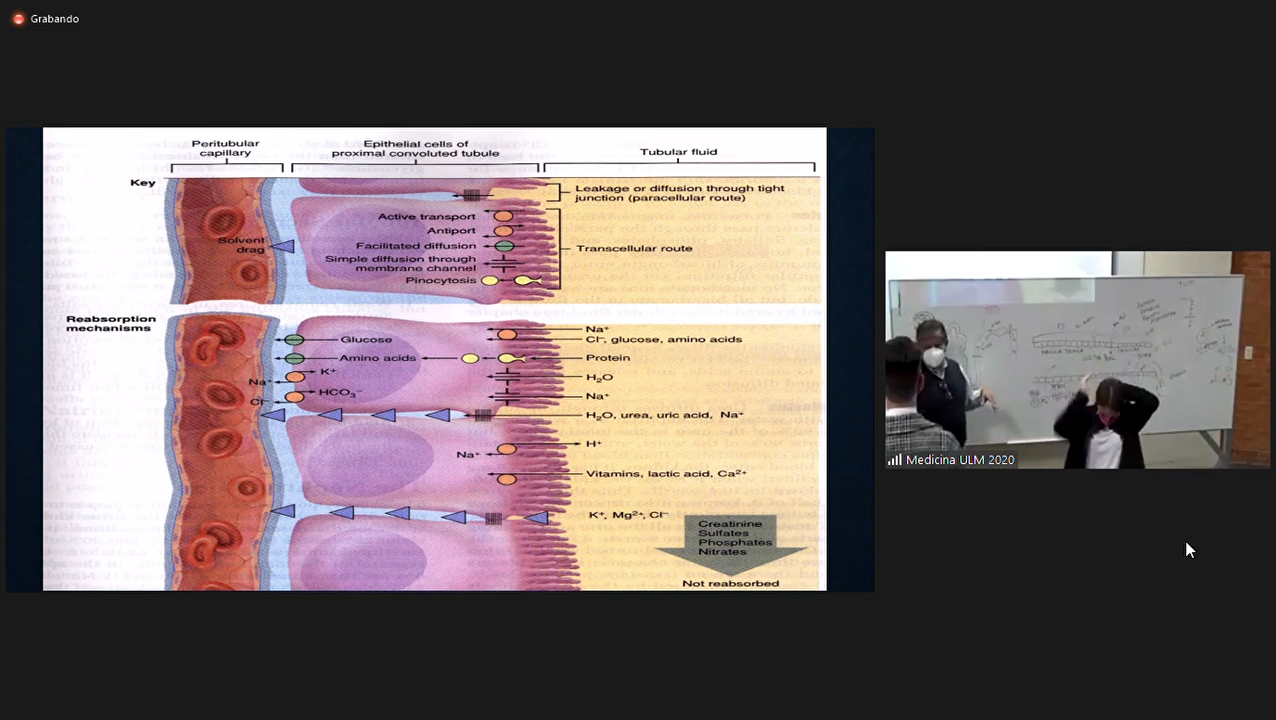 Grabando
Peritubular
capillary
Epithelial cells of
proximal convoluted tubule
Tubular fluid
Key
Leakage or diffusion through tight
junction (paracellular route)
Active transport
Antiport
Solvent
drag
Facilitated diffusion
Transcellular route
Simple diffusion through
membrane channel
Pinocytosis
Reabsorption
mechanisms
Na⁺
Glucose
Cl⁻, glucose, amino acids
Amino acids
Protein
K⁺
H₂O
Na⁺
HCO₃⁻
Na⁺
Cl⁻
H₂O, urea, uric acid, Na⁺
H⁺
Na⁺
Vitamins, lactic acid, Ca²⁺
K⁺, Mg²⁺, Cl⁻
Creatinine
Sulfates
Phosphates
Nitrates
Not reabsorbed
Medicina ULM 2020